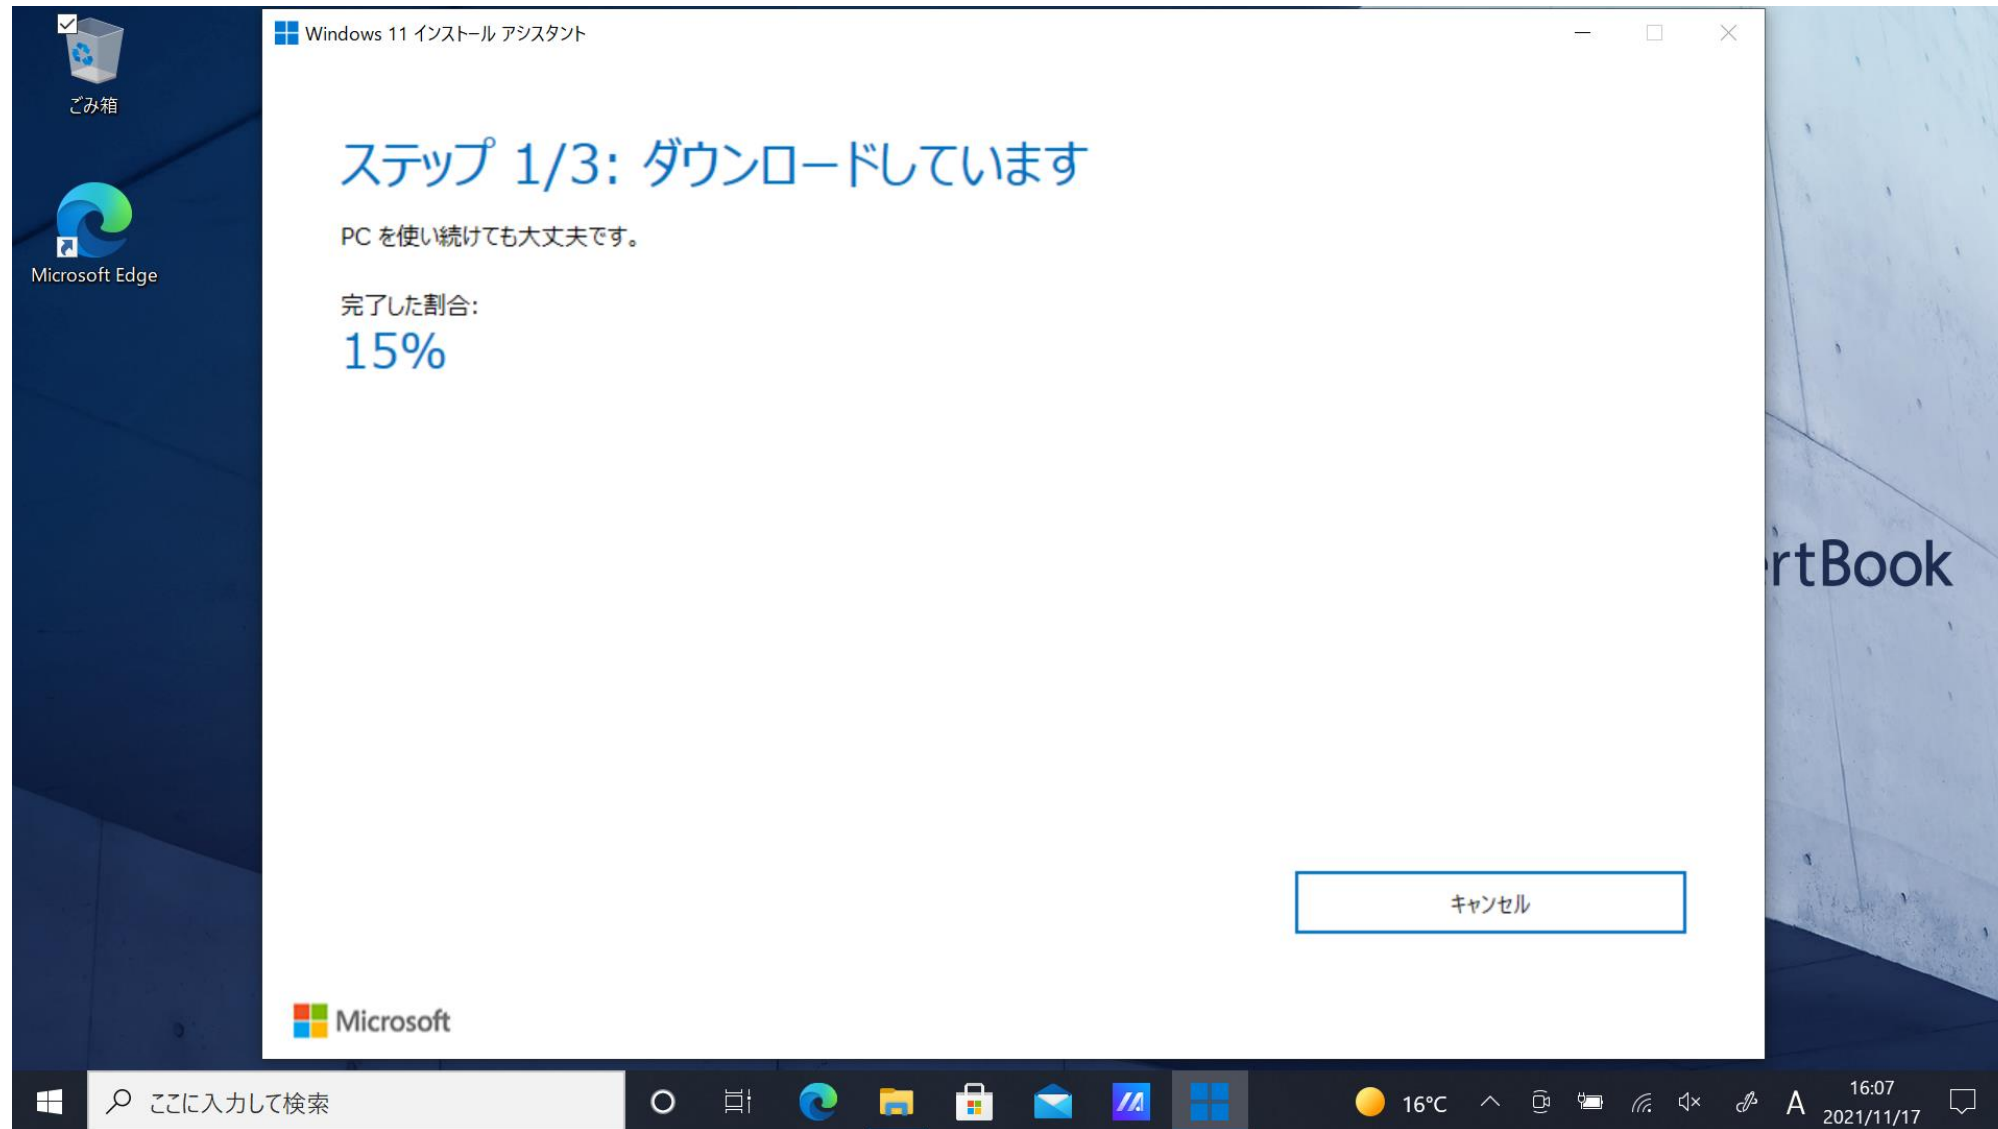 ごみ箱
Microsoft Edge
Windows 11 インストール アシスタント
ステップ 1/3: ダウンロードしています
PC を使い続けても大丈夫です。
完了した割合:
15%
rtBook
キャンセル
Microsoft
ここに入力して検索
16°C
A
16:07
2021/11/17